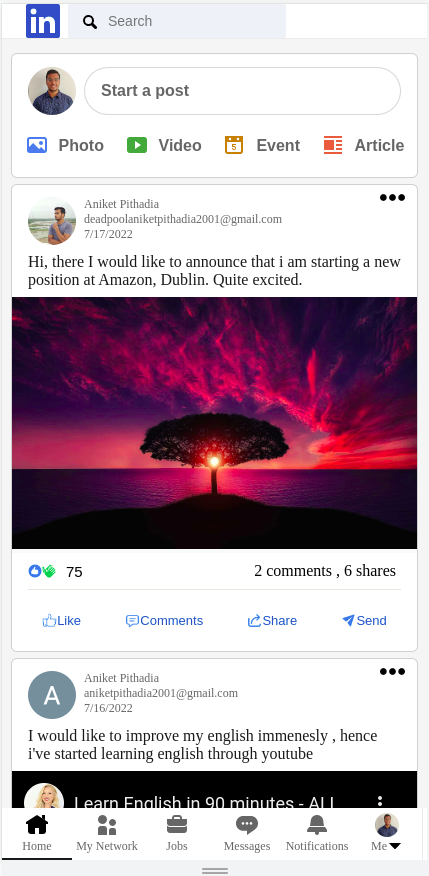 in Search
Start a post
Photo Video Event Article
Aniket Pithadia
deadpoolaniketpithadia2001@gmail.com
7/17/2022
Hi, there I would like to announce that i am starting a new
position at Amazon, Dublin. Quite excited.
75 2 comments , 6 shares
Like Comments Share Send
A Aniket Pithadia
aniketpithadia2001@gmail.com
7/16/2022
I would like to improve my english immenesly , hence
i've started learning english through youtube
Learn English in 90 minutes - ALL
Home My Network Jobs Messages Notifications Me